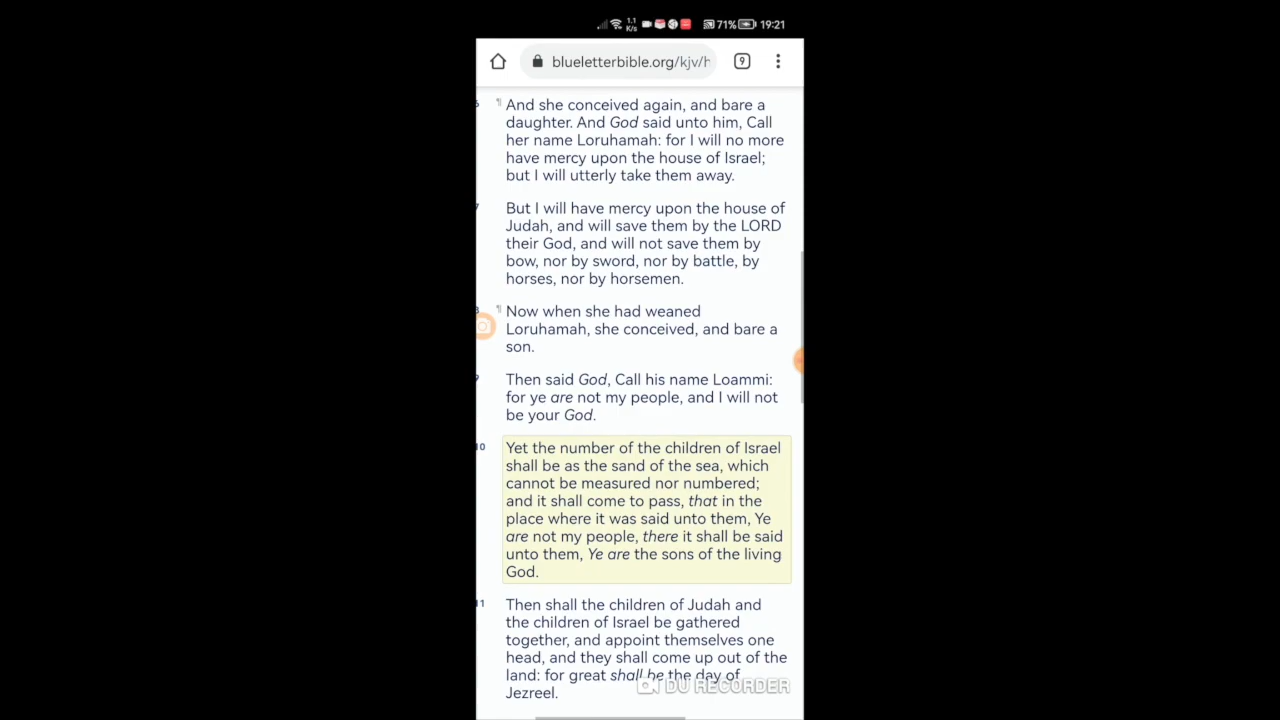 1.1
K/s
71%
19:21
blueletterbible.org/kjv/h
9
6 ¶ And she conceived again, and bare a
daughter. And God said unto him, Call
her name Loruhamah: for I will no more
have mercy upon the house of Israel;
but I will utterly take them away.
7 But I will have mercy upon the house of
Judah, and will save them by the LORD
their God, and will not save them by
bow, nor by sword, nor by battle, by
horses, nor by horsemen.
8 ¶ Now when she had weaned
Loruhamah, she conceived, and bare a
son.
9 Then said God, Call his name Loammi:
for ye are not my people, and I will not
be your God.
10 Yet the number of the children of Israel
shall be as the sand of the sea, which
cannot be measured nor numbered;
and it shall come to pass, that in the
place where it was said unto them, Ye
are not my people, there it shall be said
unto them, Ye are the sons of the living
God.
11 Then shall the children of Judah and
the children of Israel be gathered
together, and appoint themselves one
head, and they shall come up out of the
land: for great shall be the day of
Jezreel.
DU RECORDER